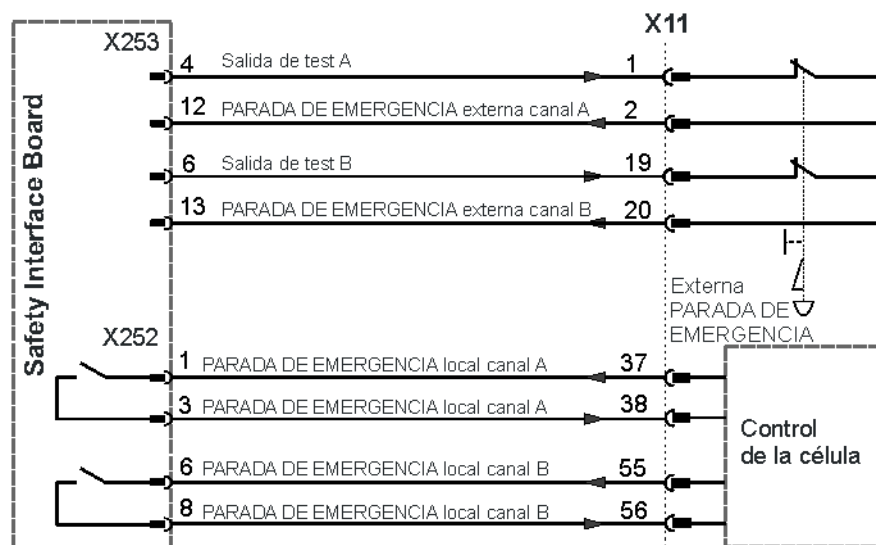 X11
X253
4 Salida de test A 1
12 PARADA DE EMERGENCIA externa canal A 2
6 Salida de test B 19
13 PARADA DE EMERGENCIA externa canal B 20
Safety Interface Board
Externa
PARADA DE
EMERGENCIA
X252
1 PARADA DE EMERGENCIA local canal A 37
3 PARADA DE EMERGENCIA local canal A 38
6 PARADA DE EMERGENCIA local canal B 55
8 PARADA DE EMERGENCIA local canal B 56
Control
de la célula